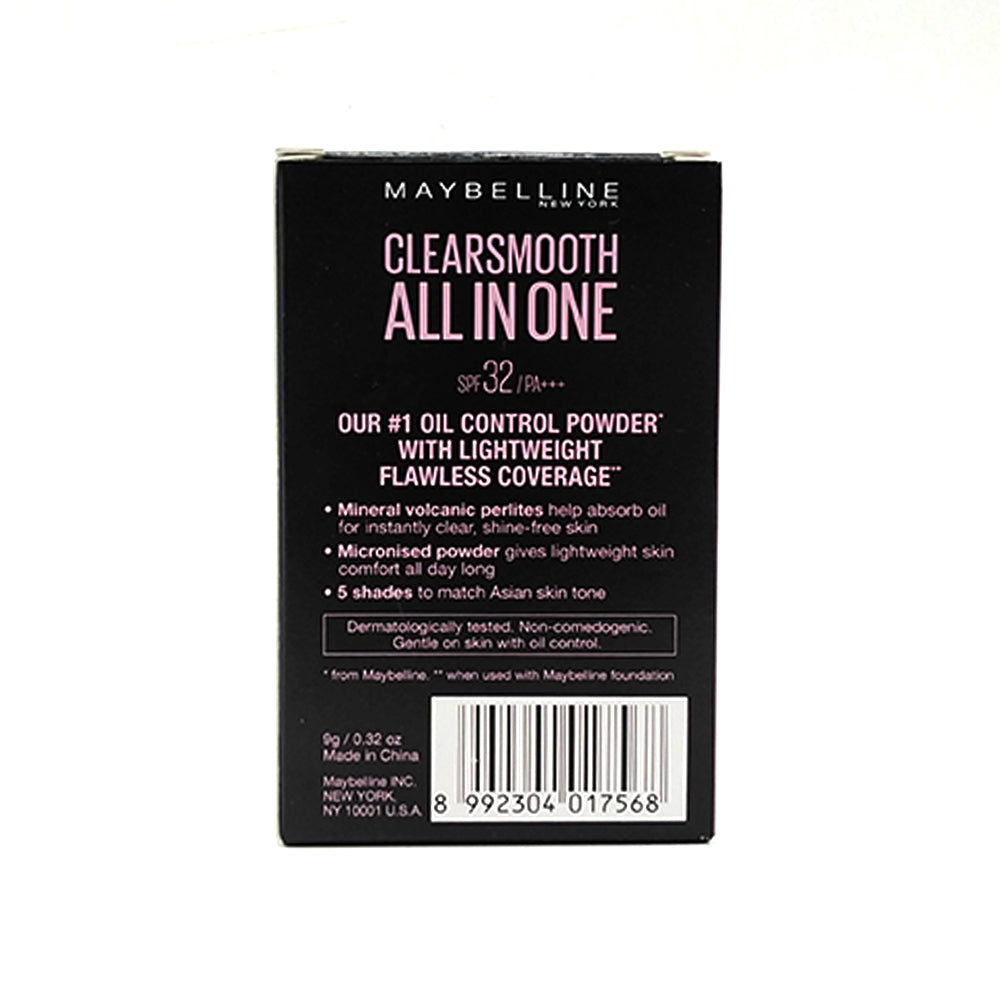 MAYBELLINE
NEW YORK
CLEARSMOOTH
ALL IN ONE
SPF 32 / PA+++
OUR #1 OIL CONTROL POWDER*
WITH LIGHTWEIGHT
FLAWLESS COVERAGE**
• Mineral volcanic perlites help absorb oil
for instantly clear, shine-free skin
• Micronised powder gives lightweight skin
comfort all day long
• 5 shades to match Asian skin tone
Dermatologically tested. Non-comedogenic.
Gentle on skin with oil control.
* from Maybelline. ** when used with Maybelline foundation
9g / 0.32 oz
Made in China
Maybelline INC.
NEW YORK,
NY 10001 U.S.A.
8 992304 017568